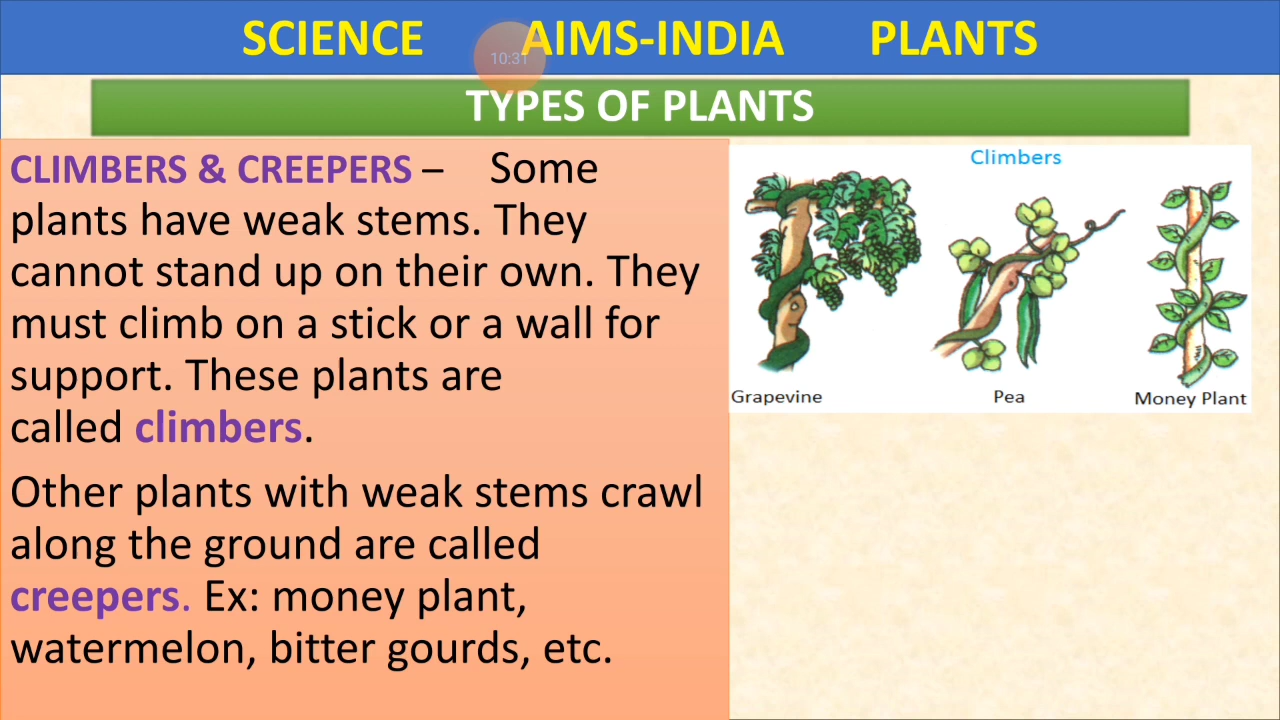 SCIENCE AIMS-INDIA PLANTS
10:31
TYPES OF PLANTS
CLIMBERS & CREEPERS – Some
plants have weak stems. They
cannot stand up on their own. They
must climb on a stick or a wall for
support. These plants are
called climbers.
Other plants with weak stems crawl
along the ground are called
creepers. Ex: money plant,
watermelon, bitter gourds, etc.
Climbers
Grapevine Pea Money Plant